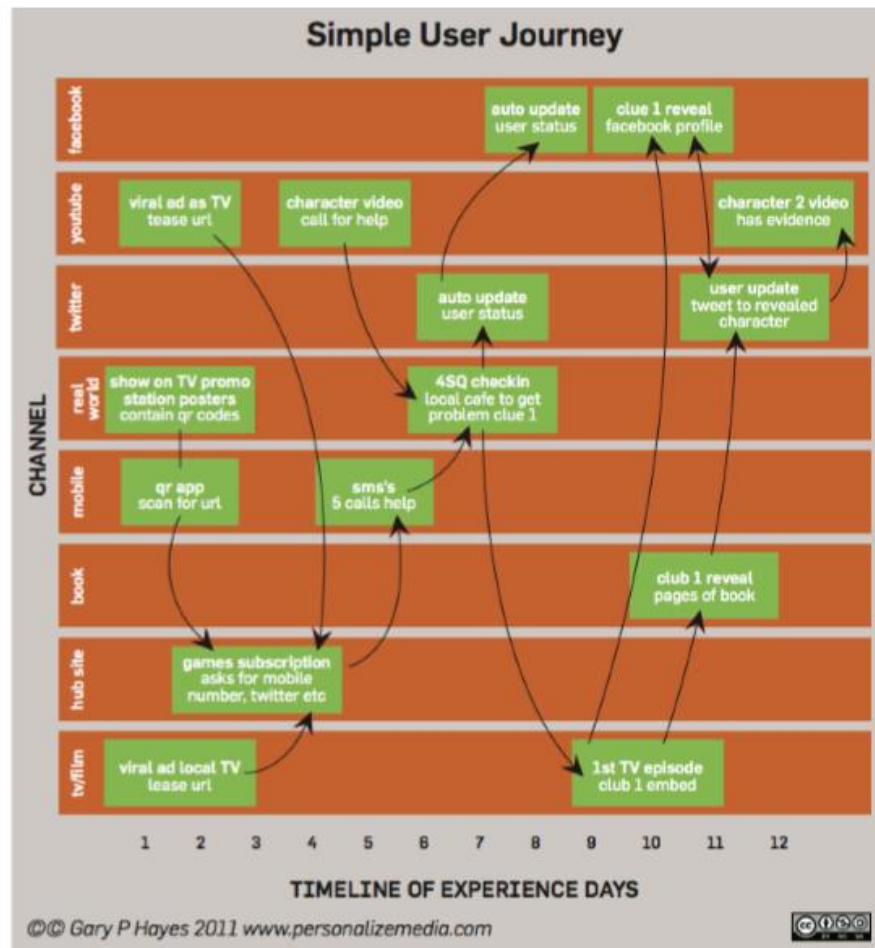 Simple User Journey
CHANNEL
facebook
auto update
user status
clue 1 reveal
facebook profile
youtube
viral ad as TV
tease url
character video
call for help
character 2 video
has evidence
twitter
auto update
user status
user update
tweet to revealed
character
real
world
show on TV promo
station posters
contain qr codes
4SQ checkin
local cafe to get
problem clue 1
mobile
qr app
scan for url
sms's
5 calls help
book
club 1 reveal
pages of book
hub site
games subscription
asks for mobile
number, twitter etc
tv/film
viral ad local TV
lease url
1st TV episode
club 1 embed
1 2 3 4 5 6 7 8 9 10 11 12
TIMELINE OF EXPERIENCE DAYS
©© Gary P Hayes 2011 www.personalizemedia.com